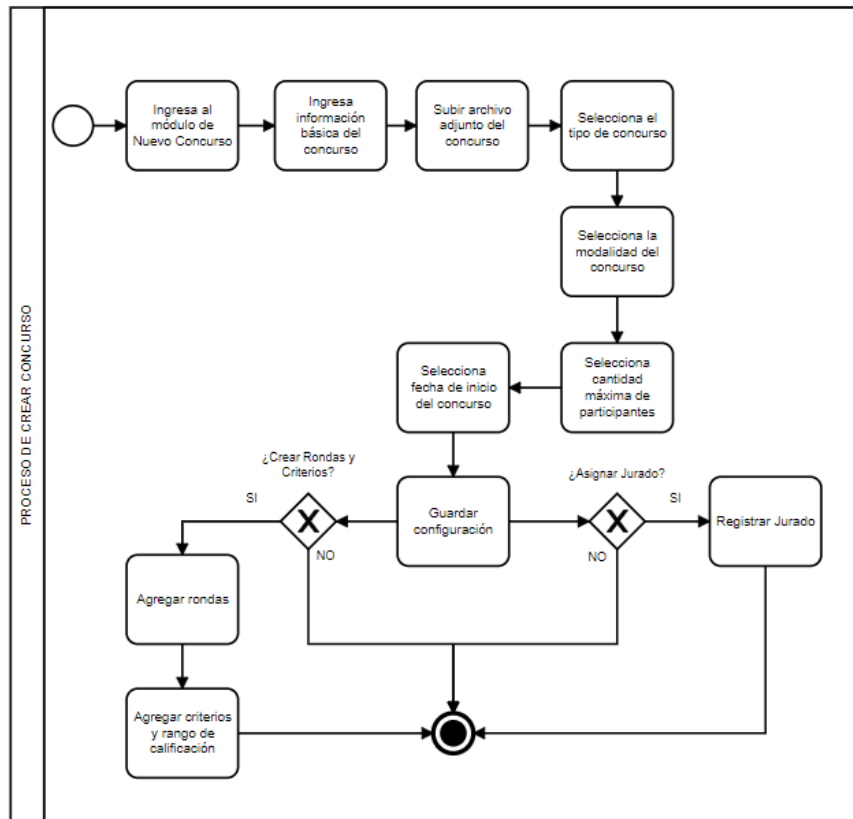 PROCESO DE CREAR CONCURSO
Ingresa al
módulo de
Nuevo Concurso
Ingresa
información
básica del
concurso
Subir archivo
adjunto del
concurso
Selecciona el
tipo de concurso
Selecciona la
modalidad del
concurso
Selecciona
cantidad
máxima de
participantes
Selecciona
fecha de inicio
del concurso
Guardar
configuración
¿Crear Rondas y
Criterios?
SI
NO
¿Asignar Jurado?
SI
NO
Registrar Jurado
Agregar rondas
Agregar criterios
y rango de
calificación